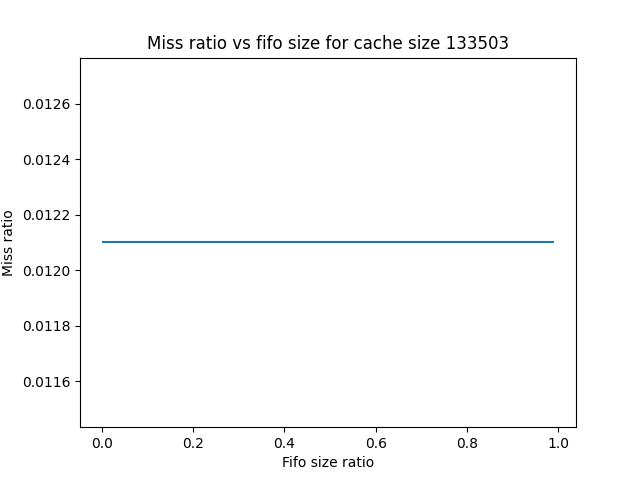 Miss ratio vs fifo size for cache size 133503
Miss ratio
0.0126
0.0124
0.0122
0.0120
0.0118
0.0116
0.0 0.2 0.4 0.6 0.8 1.0
Fifo size ratio